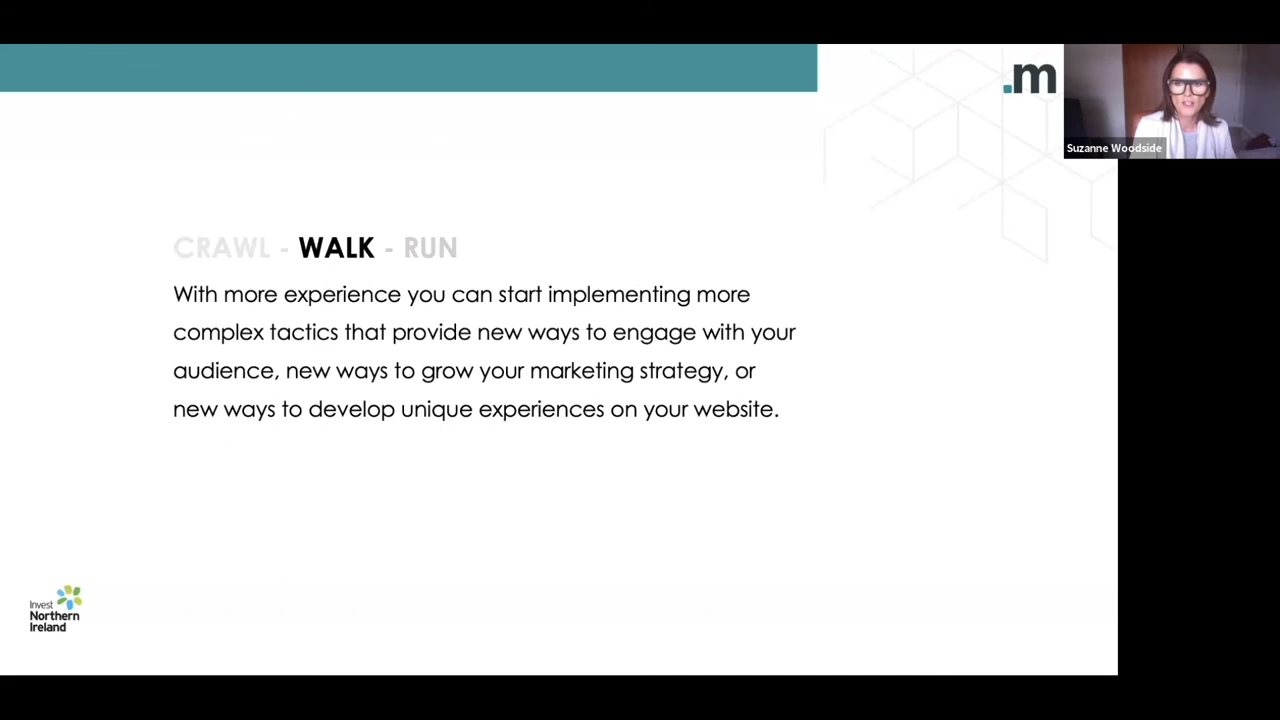 .m
Suzanne Woodside
CRAWL - WALK - RUN
With more experience you can start implementing more
complex tactics that provide new ways to engage with your
audience, new ways to grow your marketing strategy, or
new ways to develop unique experiences on your website.
Invest
Northern
Ireland